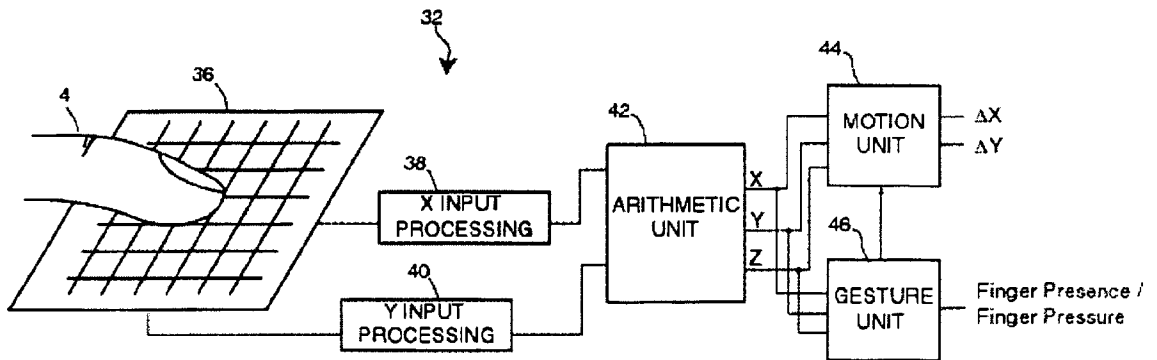 32
36
4
38
X INPUT
PROCESSING
40
Y INPUT
PROCESSING
42
ARITHMETIC
UNIT
X
Y
Z
44
MOTION
UNIT
ΔX
ΔY
46
GESTURE
UNIT
Finger Presence /
Finger Pressure